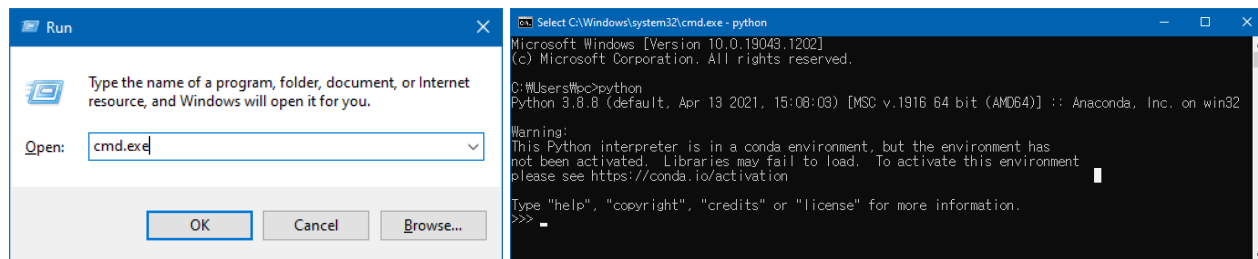 Run
Type the name of a program, folder, document, or Internet
resource, and Windows will open it for you.
Open: cmd.exe
OK Cancel Browse...
Select C:\Windows\system32\cmd.exe - python
Microsoft Windows [Version 10.0.19043.1202]
(c) Microsoft Corporation. All rights reserved.
C:₩Users₩pc>python
Python 3.8.8 (default, Apr 13 2021, 15:08:03) [MSC v.1916 64 bit (AMD64)] :: Anaconda, Inc. on win32
Warning:
This Python interpreter is in a conda environment, but the environment has
not been activated.  Libraries may fail to load.  To activate this environment
please see https://conda.io/activation
Type "help", "copyright", "credits" or "license" for more information.
>>>